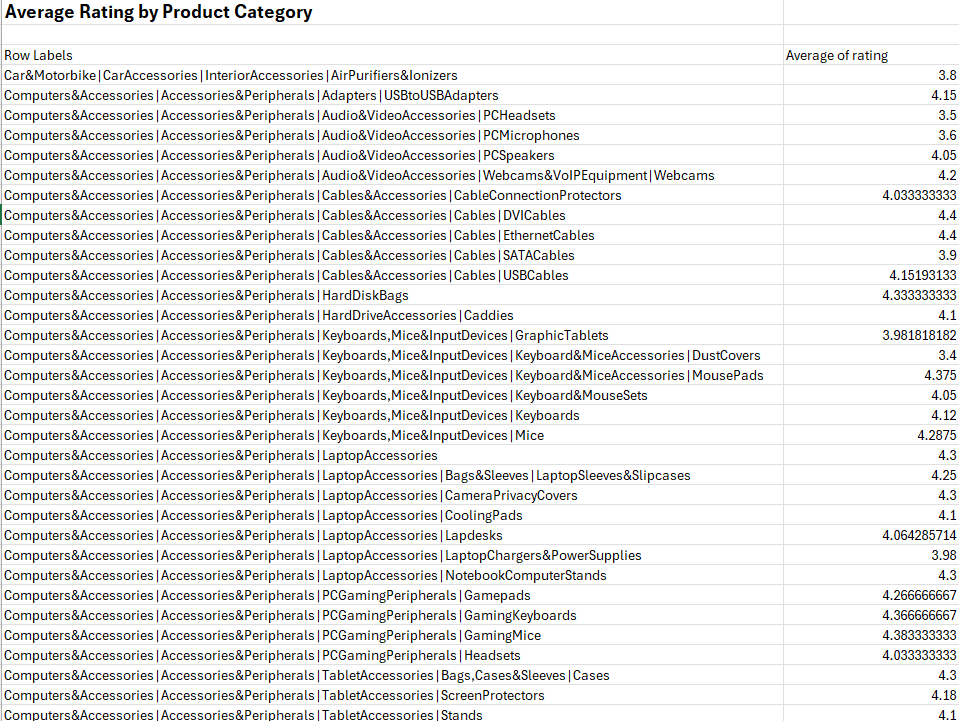 Average Rating by Product Category
Row Labels Average of rating
Car&Motorbike|CarAccessories|InteriorAccessories|AirPurifiers&Ionizers 3.8
Computers&Accessories|Accessories&Peripherals|Adapters|USBtoUSBAdapters 4.15
Computers&Accessories|Accessories&Peripherals|Audio&VideoAccessories|PCHeadsets 3.5
Computers&Accessories|Accessories&Peripherals|Audio&VideoAccessories|PCMicrophones 3.6
Computers&Accessories|Accessories&Peripherals|Audio&VideoAccessories|PCSpeakers 4.05
Computers&Accessories|Accessories&Peripherals|Audio&VideoAccessories|Webcams&VoIPEquipment|Webcams 4.2
Computers&Accessories|Accessories&Peripherals|Cables&Accessories|CableConnectionProtectors 4.033333333
Computers&Accessories|Accessories&Peripherals|Cables&Accessories|Cables|DVICables 4.4
Computers&Accessories|Accessories&Peripherals|Cables&Accessories|Cables|EthernetCables 4.4
Computers&Accessories|Accessories&Peripherals|Cables&Accessories|Cables|SATACables 3.9
Computers&Accessories|Accessories&Peripherals|Cables&Accessories|Cables|USBCables 4.15193133
Computers&Accessories|Accessories&Peripherals|HardDiskBags 4.333333333
Computers&Accessories|Accessories&Peripherals|HardDriveAccessories|Caddies 4.1
Computers&Accessories|Accessories&Peripherals|Keyboards,Mice&InputDevices|GraphicTablets 3.981818182
Computers&Accessories|Accessories&Peripherals|Keyboards,Mice&InputDevices|Keyboard&MiceAccessories|DustCovers 3.4
Computers&Accessories|Accessories&Peripherals|Keyboards,Mice&InputDevices|Keyboard&MiceAccessories|MousePads 4.375
Computers&Accessories|Accessories&Peripherals|Keyboards,Mice&InputDevices|Keyboard&MouseSets 4.05
Computers&Accessories|Accessories&Peripherals|Keyboards,Mice&InputDevices|Keyboards 4.12
Computers&Accessories|Accessories&Peripherals|Keyboards,Mice&InputDevices|Mice 4.2875
Computers&Accessories|Accessories&Peripherals|LaptopAccessories 4.3
Computers&Accessories|Accessories&Peripherals|LaptopAccessories|Bags&Sleeves|LaptopSleeves&Slipcases 4.25
Computers&Accessories|Accessories&Peripherals|LaptopAccessories|CameraPrivacyCovers 4.3
Computers&Accessories|Accessories&Peripherals|LaptopAccessories|CoolingPads 4.1
Computers&Accessories|Accessories&Peripherals|LaptopAccessories|Lapdesks 4.064285714
Computers&Accessories|Accessories&Peripherals|LaptopAccessories|LaptopChargers&PowerSupplies 3.98
Computers&Accessories|Accessories&Peripherals|LaptopAccessories|NotebookComputerStands 4.3
Computers&Accessories|Accessories&Peripherals|PCGamingPeripherals|Gamepads 4.266666667
Computers&Accessories|Accessories&Peripherals|PCGamingPeripherals|GamingKeyboards 4.366666667
Computers&Accessories|Accessories&Peripherals|PCGamingPeripherals|GamingMice 4.383333333
Computers&Accessories|Accessories&Peripherals|PCGamingPeripherals|Headsets 4.033333333
Computers&Accessories|Accessories&Peripherals|TabletAccessories|Bags,Cases&Sleeves|Cases 4.3
Computers&Accessories|Accessories&Peripherals|TabletAccessories|ScreenProtectors 4.18
Computers&Accessories|Accessories&Peripherals|TabletAccessories|Stands 4.1